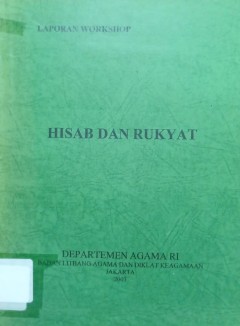 LAPORAN WORKSHOP
HISAB DAN RUKYAT
DEPARTEMEN AGAMA RI
BADAN LITBANG AGAMA DAN DIKLAT KEAGAMAAN
JAKARTA